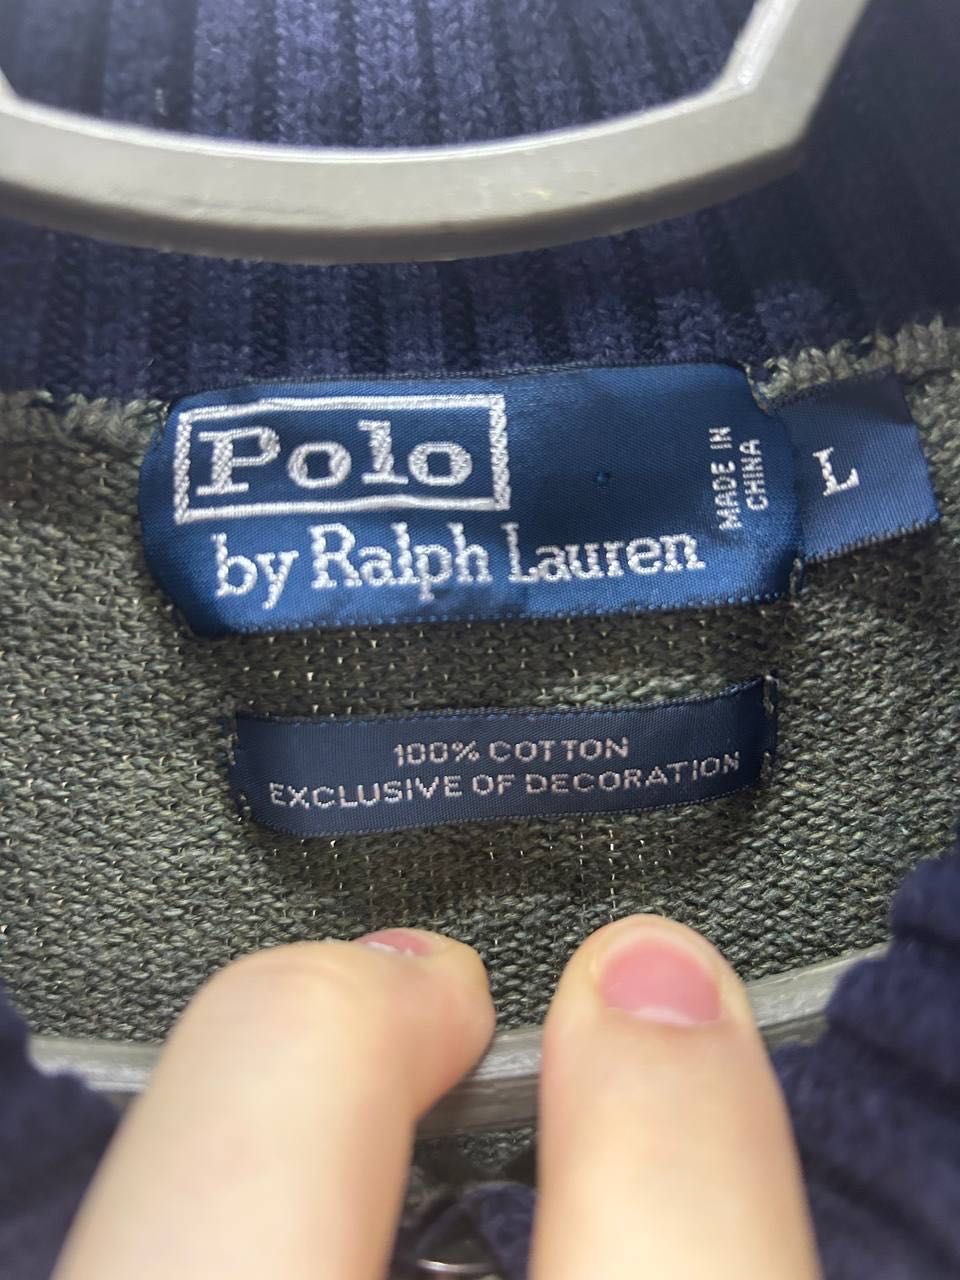 Polo
by Ralph Lauren
MADE IN
CHINA
L
100% COTTON
EXCLUSIVE OF DECORATION